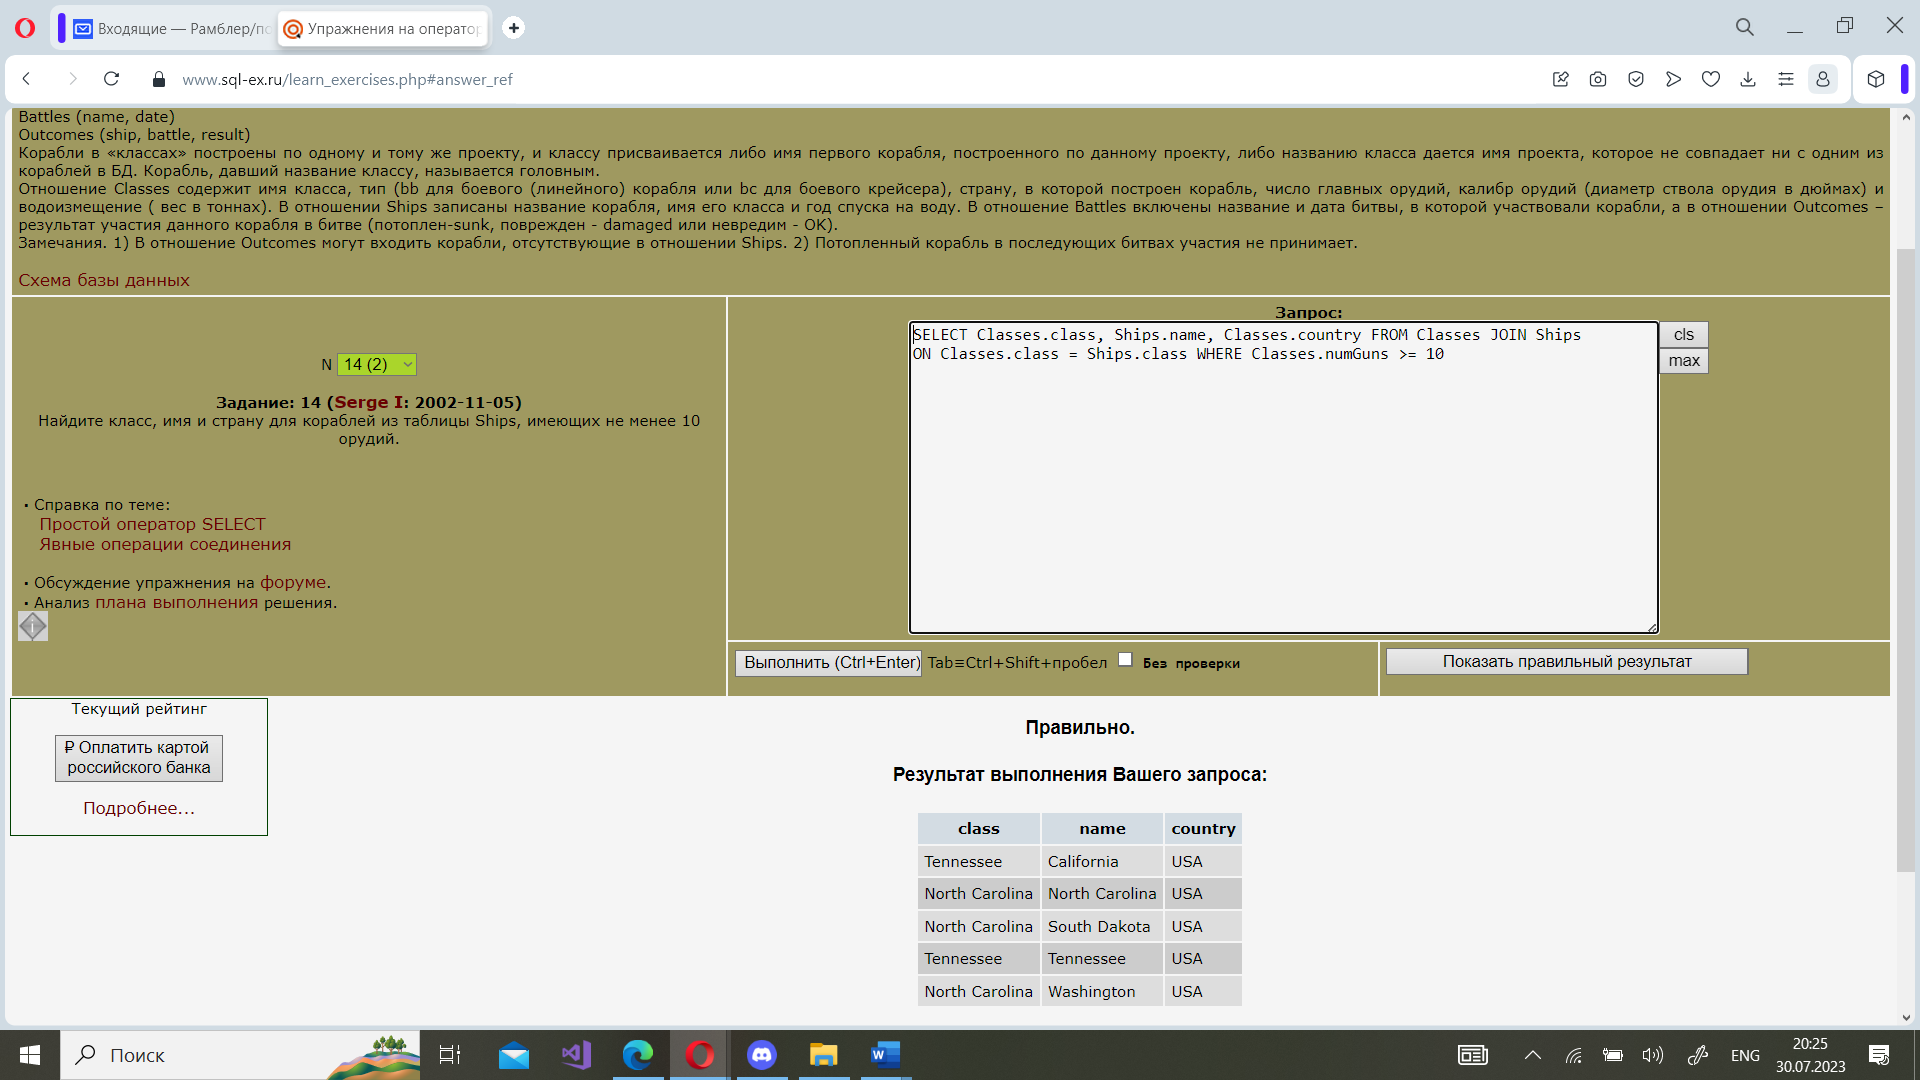 Входящие — Рамблер/по
Упражнения на операто
www.sql-ex.ru/learn_exercises.php#answer_ref
Battles (name, date)
Outcomes (ship, battle, result)
Корабли в «классах» построены по одному и тому же проекту, и классу присваивается либо имя первого корабля, построенного по данному проекту, либо названию класса дается имя проекта, которое не совпадает ни с одним из
кораблей в БД. Корабль, давший название классу, называется головным.
Отношение Classes содержит имя класса, тип (bb для боевого (линейного) корабля или bc для боевого крейсера), страну, в которой построен корабль, число главных орудий, калибр орудий (диаметр ствола орудия в дюймах) и
водоизмещение ( вес в тоннах). В отношении Ships записаны название корабля, имя его класса и год спуска на воду. В отношение Battles включены название и дата битвы, в которой участвовали корабли, а в отношении Outcomes –
результат участия данного корабля в битве (потоплен-sunk, поврежден - damaged или невредим - OK).
Замечания. 1) В отношение Outcomes могут входить корабли, отсутствующие в отношении Ships. 2) Потопленный корабль в последующих битвах участия не принимает.
Схема базы данных
N 14 (2)
Задание: 14 (Serge I: 2002-11-05)
Найдите класс, имя и страну для кораблей из таблицы Ships, имеющих не менее 10
орудий.
• Справка по теме:
Простой оператор SELECT
Явные операции соединения
• Обсуждение упражнения на форуме.
• Анализ плана выполнения решения.
Запрос:
SELECT Classes.class, Ships.name, Classes.country FROM Classes JOIN Ships
ON Classes.class = Ships.class WHERE Classes.numGuns >= 10
cls
max
Выполнить (Ctrl+Enter) Tab≡Ctrl+Shift+пробел Без проверки
Показать правильный результат
Текущий рейтинг
₽ Оплатить картой
российского банка
Подробнее...
Правильно.
Результат выполнения Вашего запроса:
class name country
Tennessee California USA
North Carolina North Carolina USA
North Carolina South Dakota USA
Tennessee Tennessee USA
North Carolina Washington USA
Поиск
ENG
20:25
30.07.2023